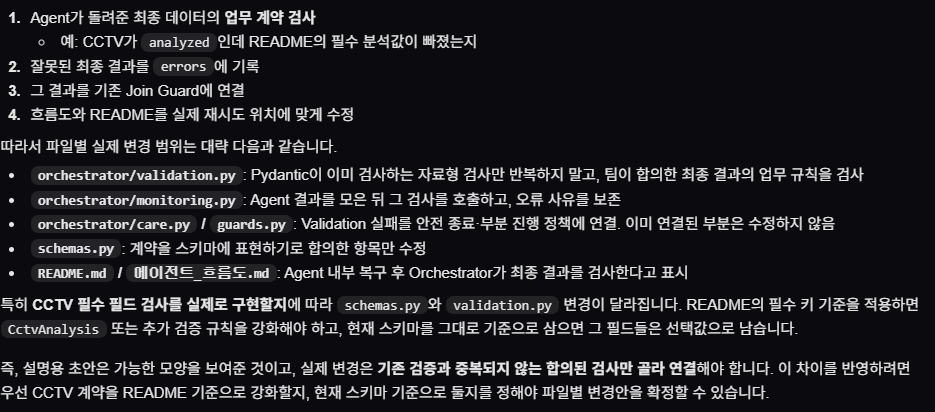 1. Agent가 돌려준 최종 데이터의 업무 계약 검사
○ 예: CCTV가 analyzed인데 README의 필수 분석값이 빠졌는지
2. 잘못된 최종 결과를 errors에 기록
3. 그 결과를 기존 Join Guard에 연결
4. 흐름도와 README를 실제 재시도 위치에 맞게 수정
따라서 파일별 실제 변경 범위는 대략 다음과 같습니다.
• orchestrator/validation.py: Pydantic이 이미 검사하는 자료형 검사만 반복하지 말고, 팀이 합의한 최종 결과의 업무 규칙을 검사
• orchestrator/monitoring.py: Agent 결과를 모은 뒤 그 검사를 호출하고, 오류 사유를 보존
• orchestrator/care.py / guards.py: Validation 실패를 안전 종료·부분 진행 정책에 연결. 이미 연결된 부분은 수정하지 않음
• schemas.py: 계약을 스키마에 표현하기로 합의한 항목만 수정
• README.md / 에이전트_흐름도.md: Agent 내부 복구 후 Orchestrator가 최종 결과를 검사한다고 표시
특히 CCTV 필수 필드 검사를 실제로 구현할지에 따라 schemas.py와 validation.py 변경이 달라집니다. README의 필수 키 기준을 적용하면
CctvAnalysis 또는 추가 검증 규칙을 강화해야 하고, 현재 스키마를 그대로 기준으로 삼으면 그 필드들은 선택값으로 남습니다.
즉, 설명용 초안은 가능한 모양을 보여준 것이고, 실제 변경은 기존 검증과 중복되지 않는 합의된 검사만 골라 연결해야 합니다. 이 차이를 반영하려면
우선 CCTV 계약을 README 기준으로 강화할지, 현재 스키마 기준으로 둘지를 정해야 파일별 변경안을 확정할 수 있습니다.